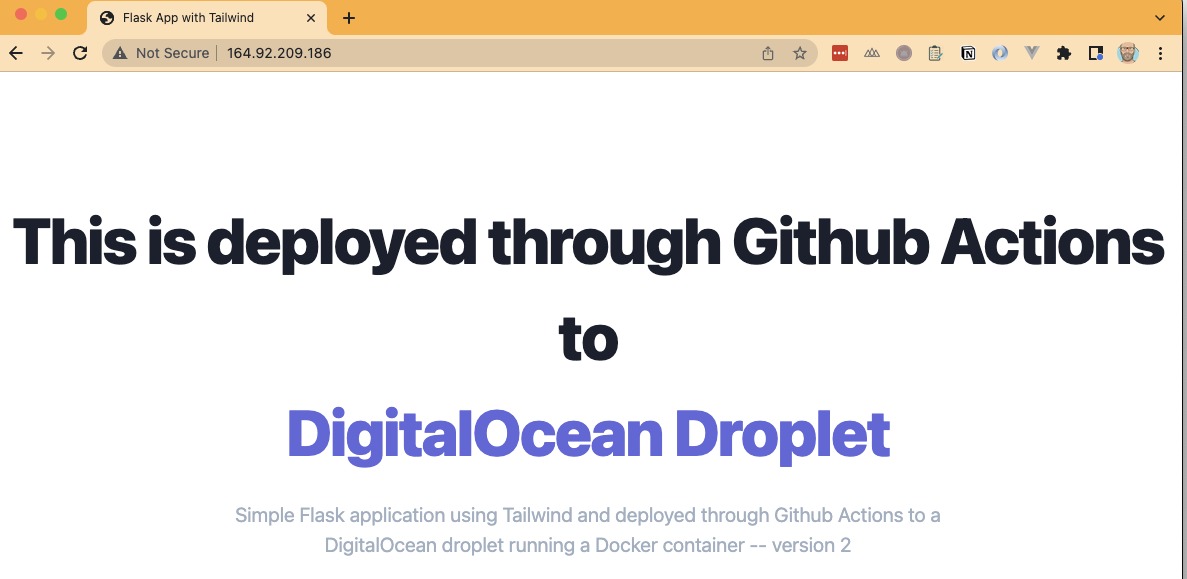 Flask App with Tailwind
Not Secure 164.92.209.186
This is deployed through Github Actions
to
DigitalOcean Droplet
Simple Flask application using Tailwind and deployed through Github Actions to a
DigitalOcean droplet running a Docker container -- version 2